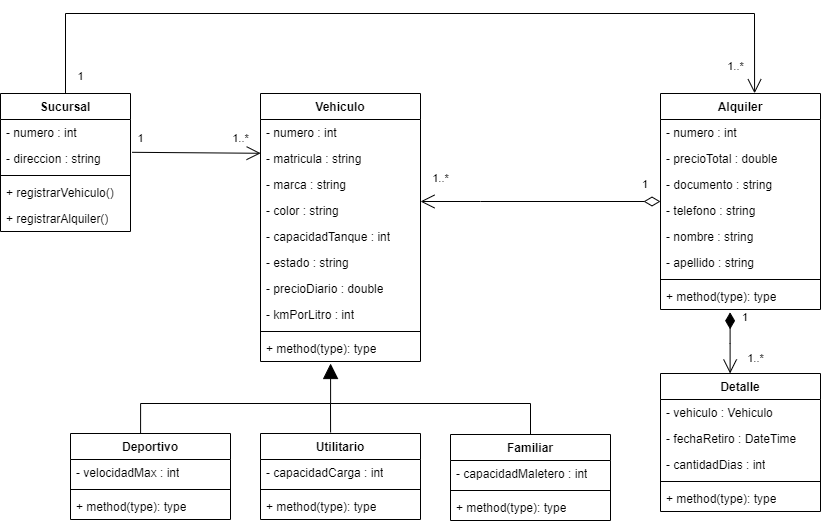 1
1..*
Sucursal
- numero : int
- direccion : string
+ registrarVehiculo()
+ registrarAlquiler()
1
1..*
Vehiculo
- numero : int
- matricula : string
- marca : string
- color : string
- capacidadTanque : int
- estado : string
- precioDiario : double
- kmPorLitro : int
+ method(type): type
1..*
1
Alquiler
- numero : int
- precioTotal : double
- documento : string
- telefono : string
- nombre : string
- apellido : string
+ method(type): type
1
1..*
Deportivo
- velocidadMax : int
+ method(type): type
Utilitario
- capacidadCarga : int
+ method(type): type
Familiar
- capacidadMaletero : int
+ method(type): type
Detalle
- vehiculo : Vehiculo
- fechaRetiro : DateTime
- cantidadDias : int
+ method(type): type